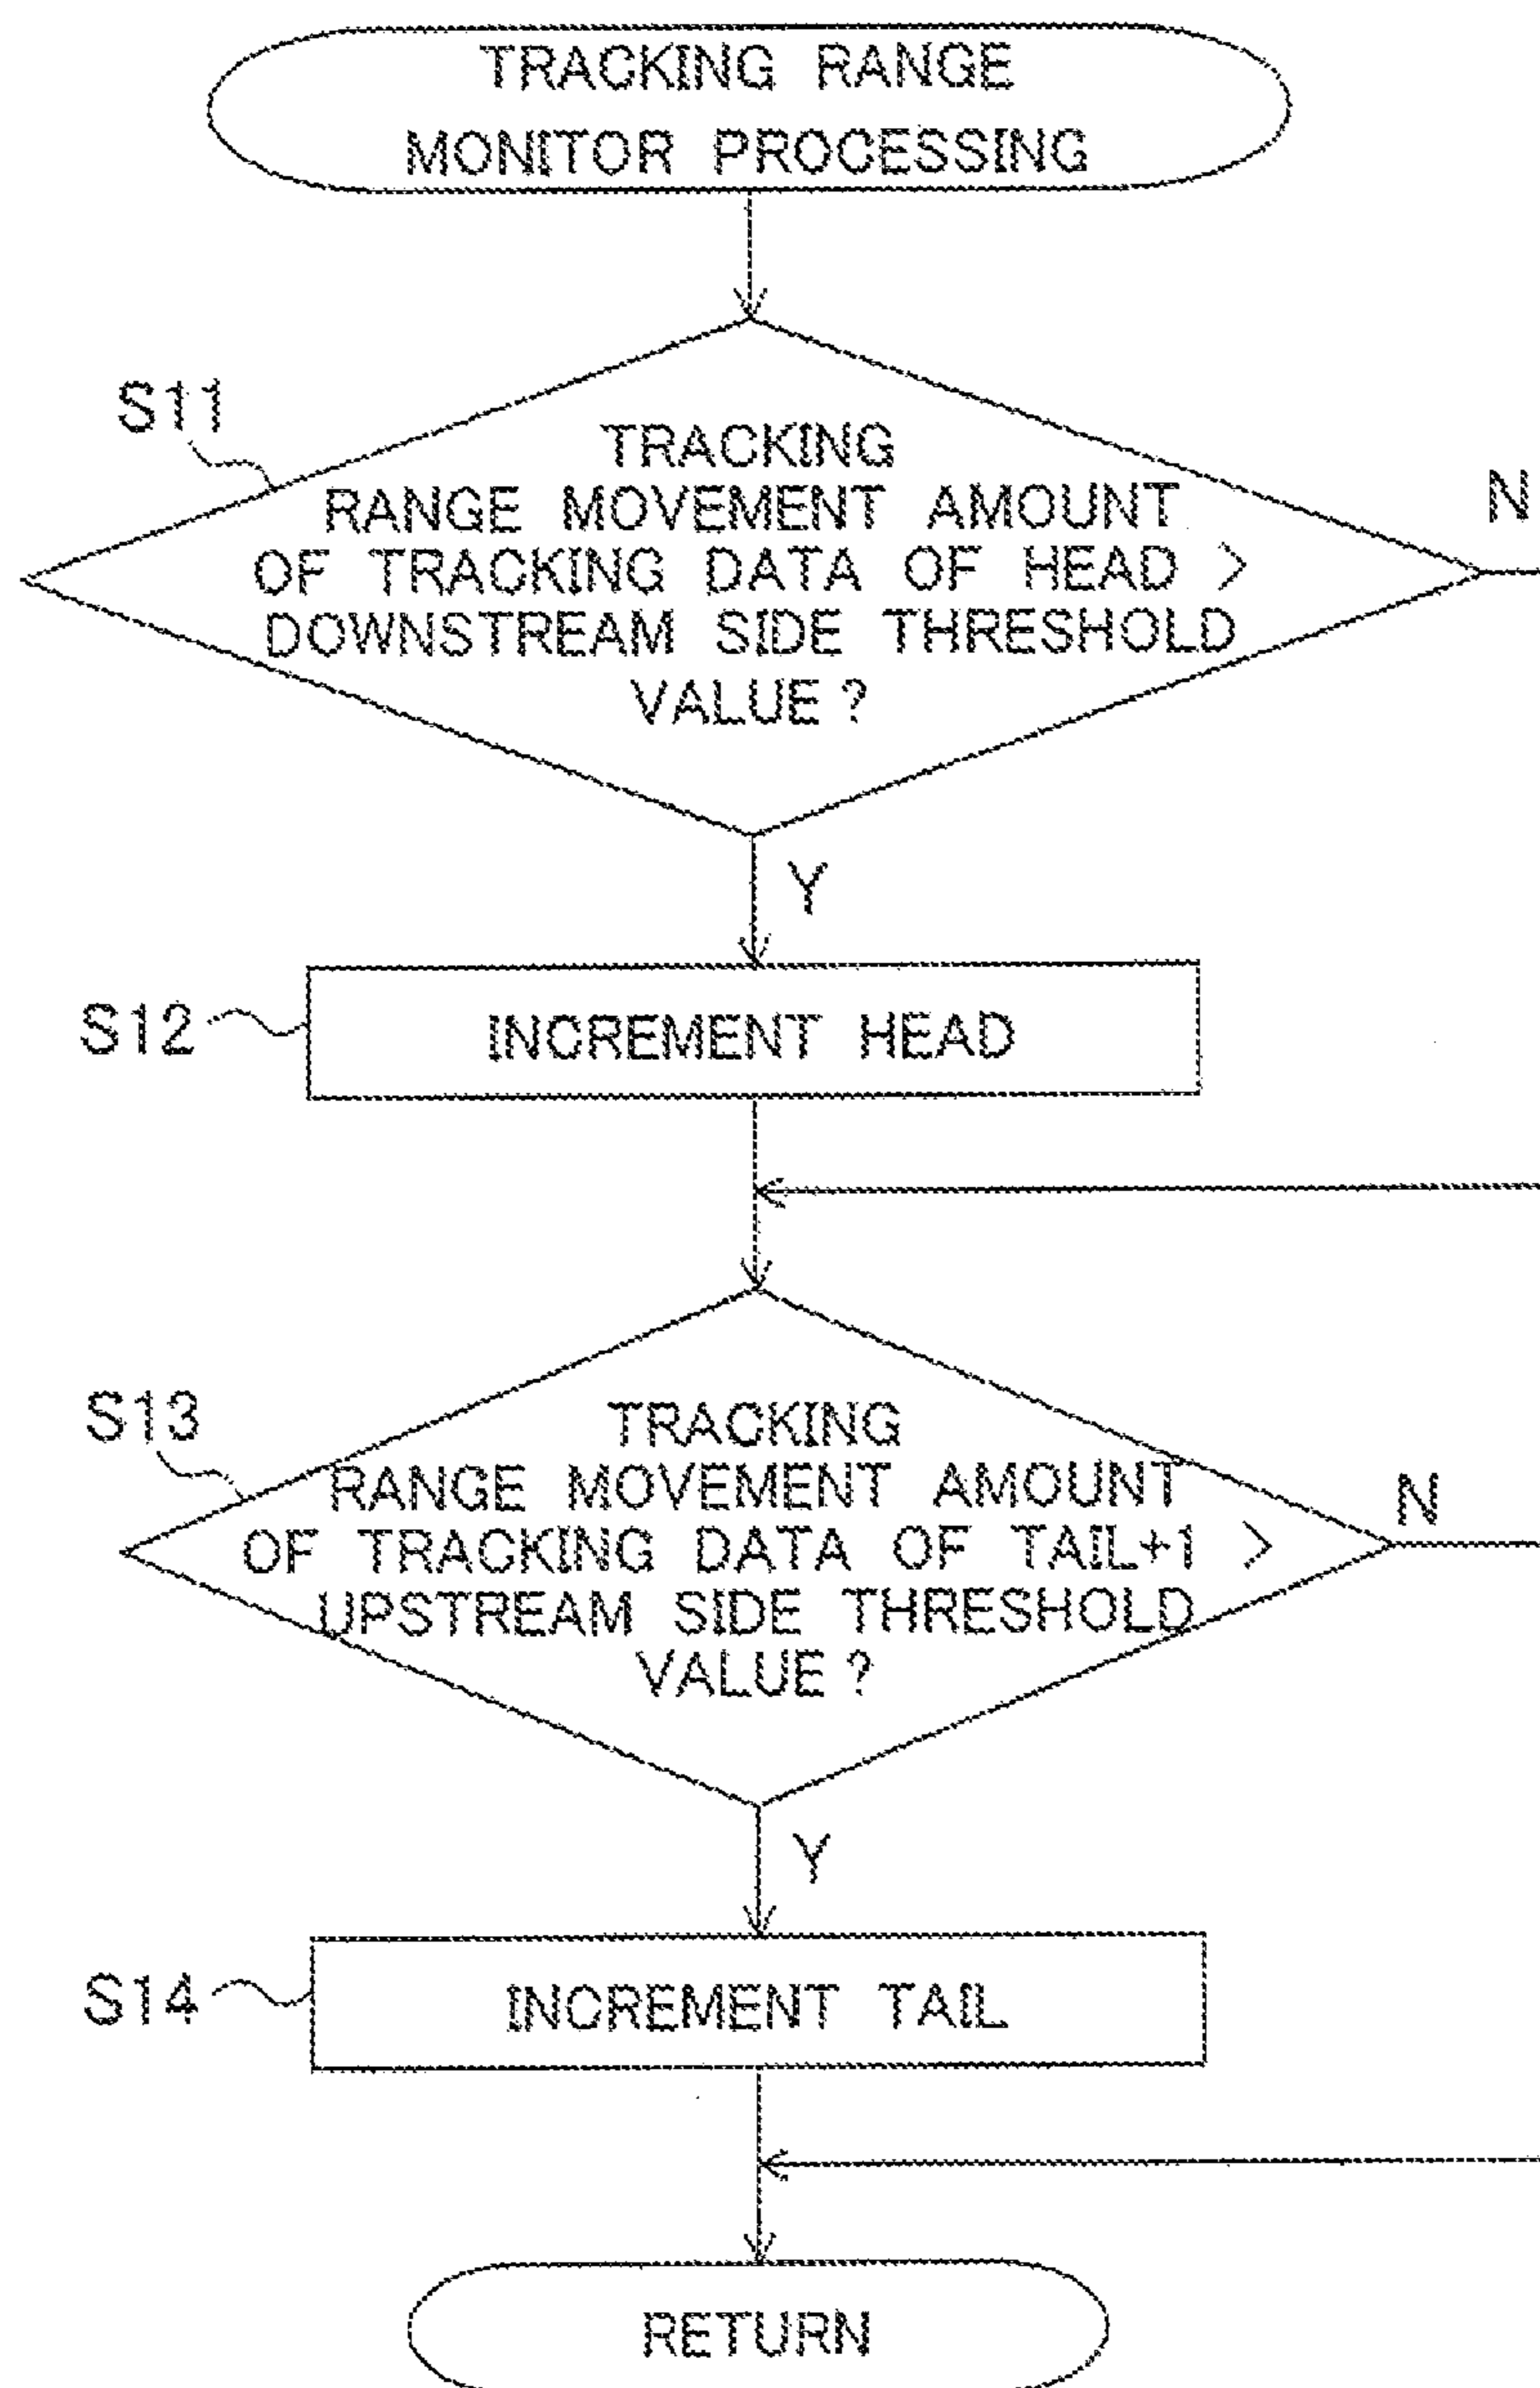 TRACKING RANGE
MONITOR PROCESSING
S11
TRACKING
RANGE MOVEMENT AMOUNT
OF TRACKING DATA OF HEAD >
DOWNSTREAM SIDE THRESHOLD
VALUE ?
N
Y
S12
INCREMENT HEAD
S13
TRACKING
RANGE MOVEMENT AMOUNT
OF TRACKING DATA OF TAIL+1 >
UPSTREAM SIDE THRESHOLD
VALUE ?
N
Y
S14
INCREMENT TAIL
RETURN